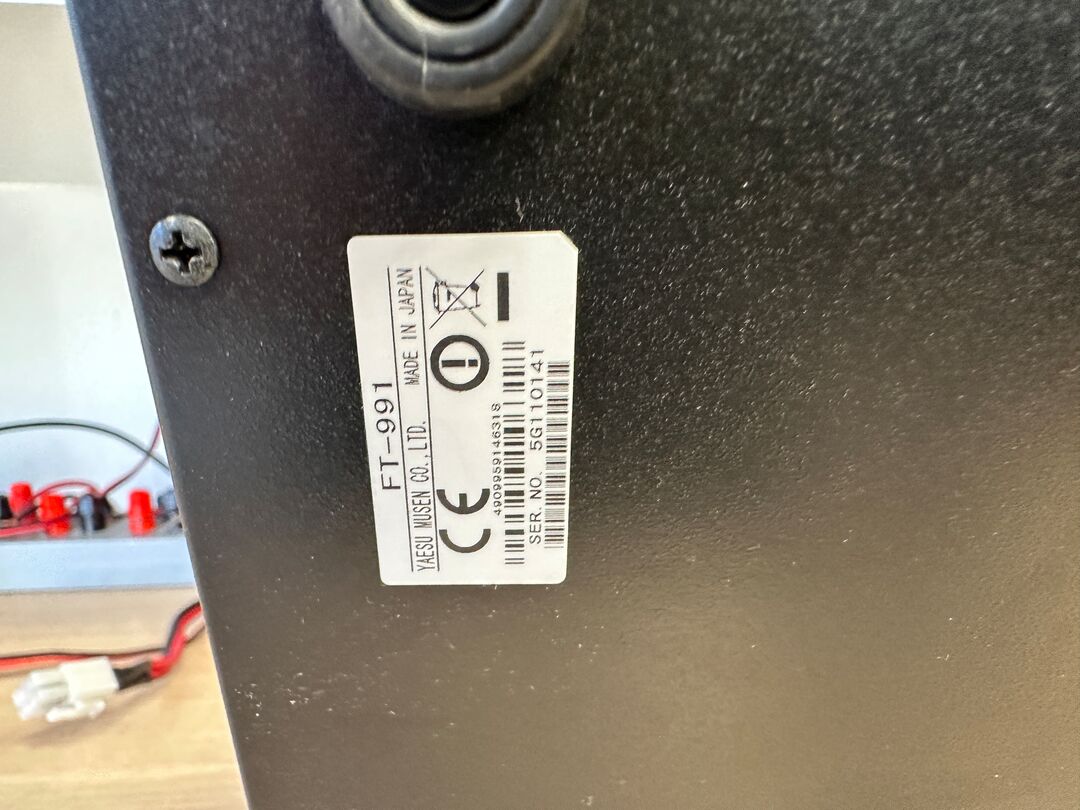 FT-991
YAESU MUSEN CO.,LTD. MADE IN JAPAN
CE
4909959146318
SER. NO. 5G110141